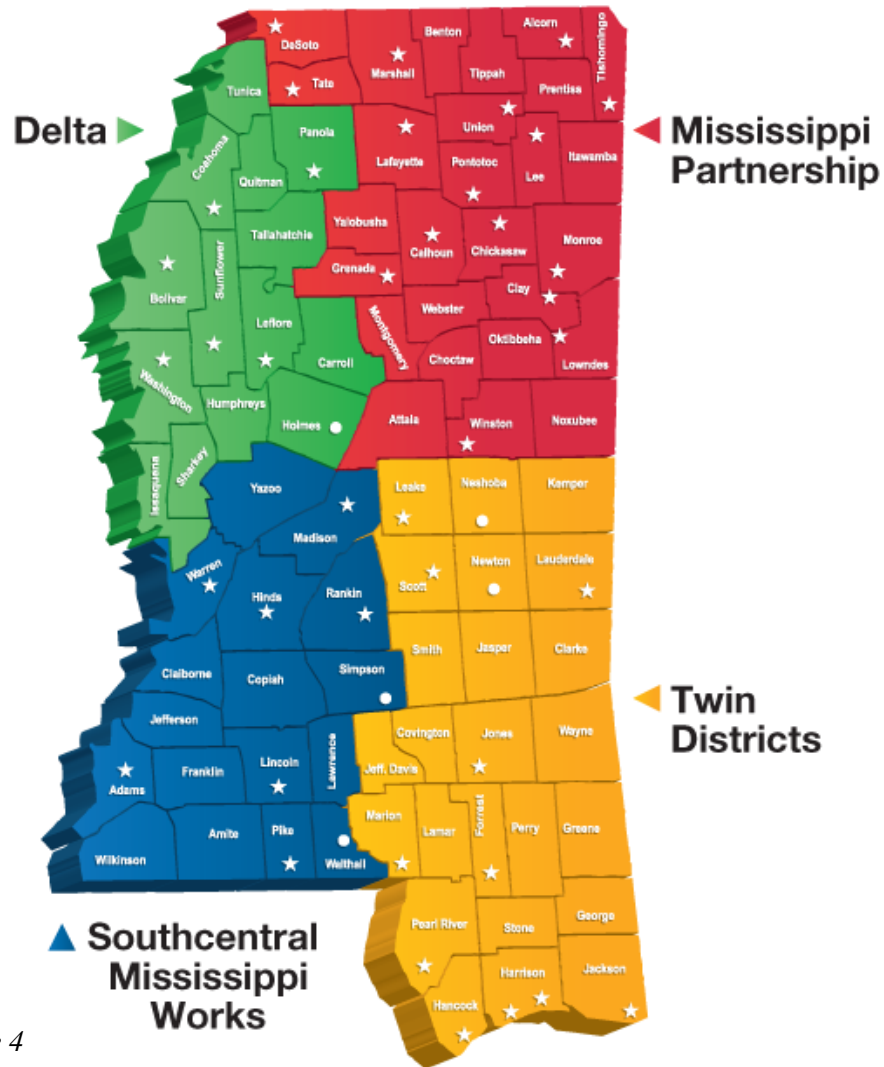 DeSoto
Benton
Alcorn
Tishomingo
Marshall
Tippah
Tate
Prentiss
Tunica
Delta
Panola
Union
Mississippi
Partnership
Lafayette
Itawamba
Coahoma
Quitman
Pontotoc
Lee
Yalobusha
Tallahatchie
Calhoun
Chickasaw
Monroe
Sunflower
Grenada
Bolivar
Clay
Webster
Leflore
Montgomery
Oktibbeha
Carroll
Choctaw
Lowndes
Washington
Humphreys
Holmes
Attala
Winston
Noxubee
Sharkey
Issaquena
Yazoo
Leake
Neshoba
Kemper
Madison
Warren
Newton
Lauderdale
Hinds
Rankin
Scott
Smith
Jasper
Clarke
Claiborne
Copiah
Simpson
Twin
Districts
Jefferson
Covington
Jones
Wayne
Lawrence
Lincoln
Franklin
Jeff. Davis
Adams
Marion
Lamar
Forrest
Perry
Greene
Pike
Amite
Wilkinson
Walthall
Pearl River
Stone
George
Southcentral
Mississippi
Works
Harrison
Jackson
Hancock
4